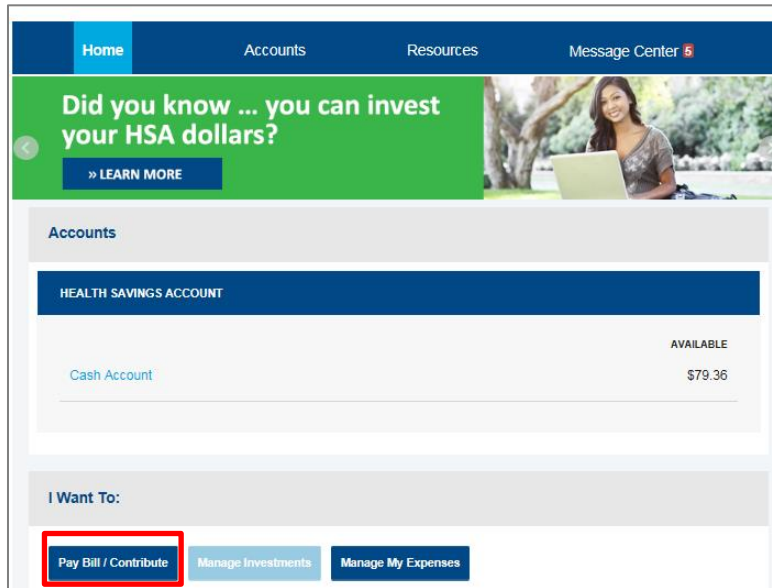 Home Accounts Resources Message Center 5
Did you know ... you can invest
your HSA dollars?
» LEARN MORE
Accounts
HEALTH SAVINGS ACCOUNT
AVAILABLE
Cash Account $79.36
I Want To:
Pay Bill / Contribute Manage Investments Manage My Expenses